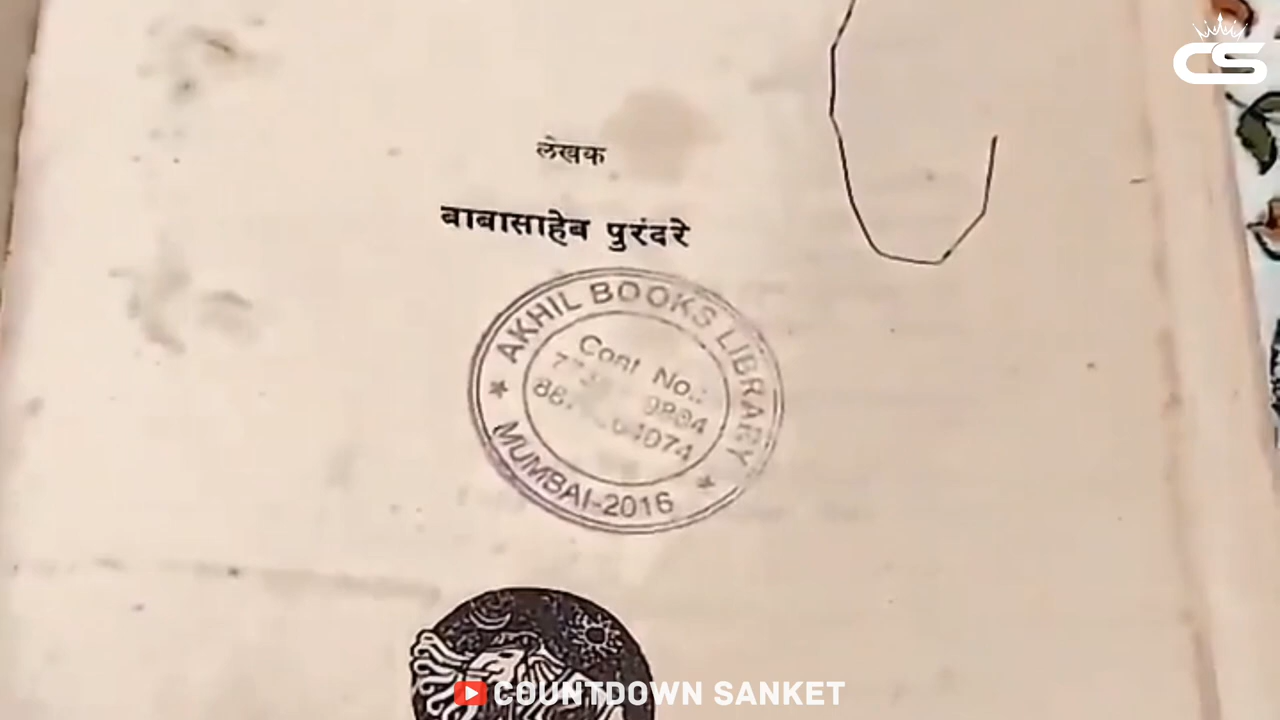 CS
लेखक
बाबासाहेब पुरंदरे
AKHIL BOOKS LIBRARY
Cont No.:
MUMBAI-2016
COUNTDOWN SANKET